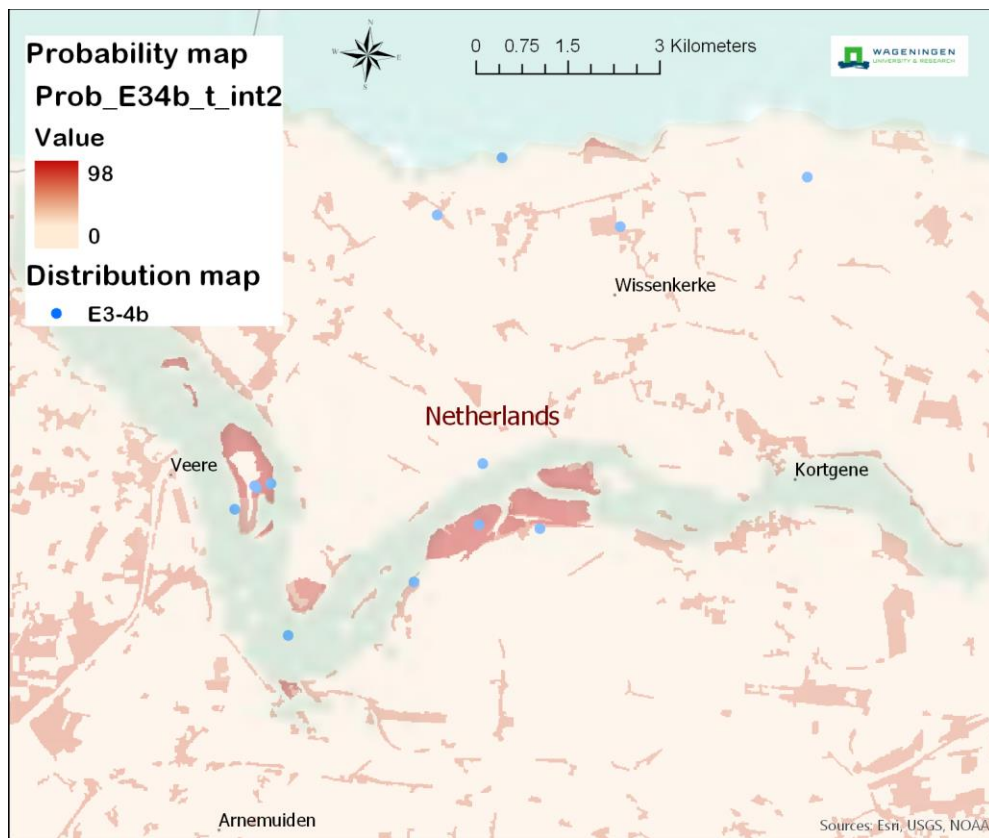 Probability map
Prob_E34b_t_int2
Value
98
0
Distribution map
E3-4b
N
W
E
S
0 0.75 1.5 3 Kilometers
WAGENINGEN
UNIVERSITY & RESEARCH
Wissenkerke
Netherlands
Veere
Kortgene
Arnemuiden
Sources: Esri, USGS, NOAA